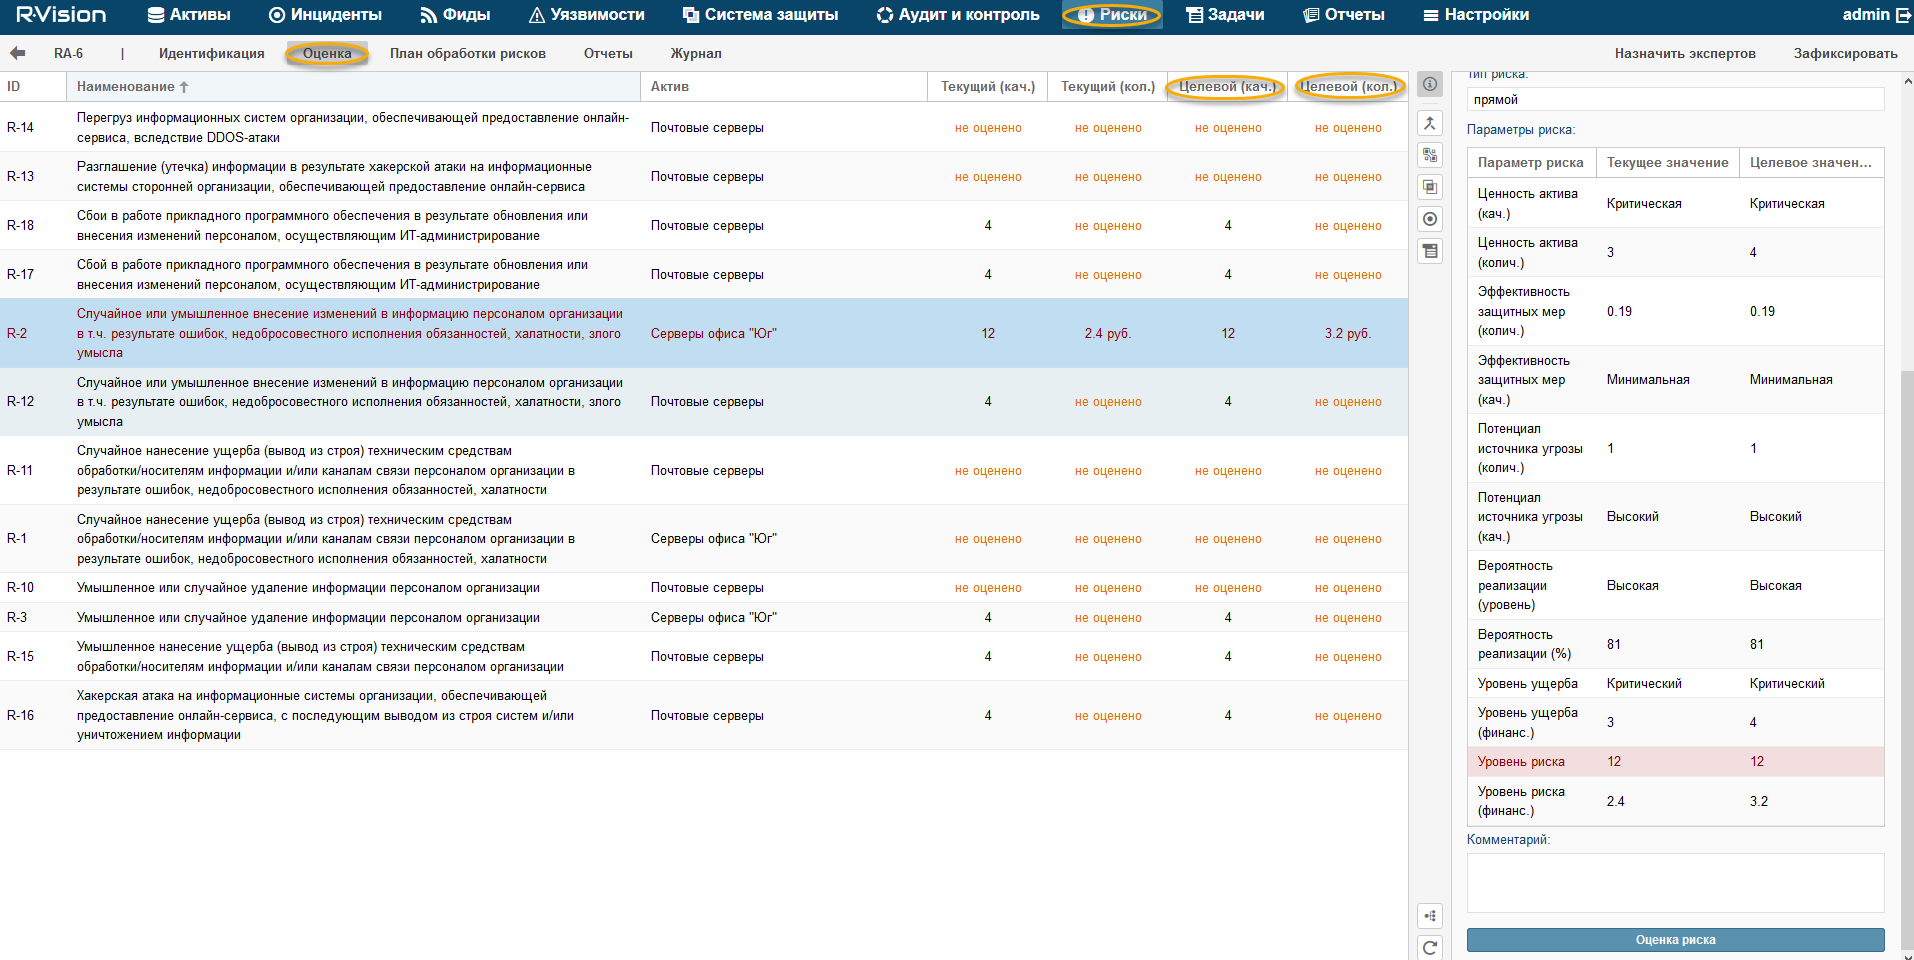 R-Vision Активы Инциденты Фиды Уязвимости Система защиты Аудит и контроль Риски Задачи Отчеты Настройки admin
RA-6 | Идентификация Оценка План обработки рисков Отчеты Журнал Назначить экспертов Зафиксировать
ID Наименование Актив Текущий (кач.) Текущий (кол.) Целевой (кач.) Целевой (кол.)
R-14 Перегруз информационных систем организации, обеспечивающей предоставление онлайн-
сервиса, вследствие DDOS-атаки Почтовые серверы не оценено не оценено не оценено не оценено
R-13 Разглашение (утечка) информации в результате хакерской атаки на информационные
системы сторонней организации, обеспечивающей предоставление онлайн-сервиса Почтовые серверы не оценено не оценено не оценено не оценено
R-18 Сбои в работе прикладного программного обеспечения в результате обновления или
внесения изменений персоналом, осуществляющим ИТ-администрирование Почтовые серверы 4 не оценено 4 не оценено
R-17 Сбой в работе прикладного программного обеспечения в результате обновления или
внесения изменений персоналом, осуществляющим ИТ-администрирование Почтовые серверы 4 не оценено 4 не оценено
Случайное или умышленное внесение изменений в информацию персоналом организации
R-2 в т.ч. результате ошибок, недобросовестного исполнения обязанностей, халатности, злого Серверы офиса "Юг" 12 2.4 руб. 12 3.2 руб.
умысла
Случайное или умышленное внесение изменений в информацию персоналом организации
R-12 в т.ч. результате ошибок, недобросовестного исполнения обязанностей, халатности, злого Почтовые серверы 4 не оценено 4 не оценено
умысла
Случайное нанесение ущерба (вывод из строя) техническим средствам
R-11 обработки/носителям информации и/или каналам связи персоналом организации в Почтовые серверы не оценено не оценено не оценено не оценено
результате ошибок, недобросовестного исполнения обязанностей, халатности
Случайное нанесение ущерба (вывод из строя) техническим средствам
R-1 обработки/носителям информации и/или каналам связи персоналом организации в Серверы офиса "Юг" не оценено не оценено не оценено не оценено
результате ошибок, недобросовестного исполнения обязанностей, халатности
R-10 Умышленное или случайное удаление информации персоналом организации Почтовые серверы не оценено не оценено не оценено не оценено
R-3 Умышленное или случайное удаление информации персоналом организации Серверы офиса "Юг" 4 не оценено 4 не оценено
R-15 Умышленное нанесение ущерба (вывод из строя) техническим средствам
обработки/носителям информации и/или каналам связи персоналом организации Почтовые серверы 4 не оценено 4 не оценено
Хакерская атака на информационные системы организации, обеспечивающей
R-16 предоставление онлайн-сервиса, с последующим выводом из строя систем и/или Почтовые серверы 4 не оценено 4 не оценено
уничтожением информации
Тип риска:
прямой
Параметры риска:
Параметр риска Текущее значение Целевое значен...
Ценность актива
(кач.) Критическая Критическая
Ценность актива
(колич.) 3 4
Эффективность
защитных мер 0.19 0.19
(колич.)
Эффективность
защитных мер Минимальная Минимальная
(кач.)
Потенциал
источника угрозы 1 1
(колич.)
Потенциал
источника угрозы Высокий Высокий
(кач.)
Вероятность
реализации Высокая Высокая
(уровень)
Вероятность
реализации (%) 81 81
Уровень ущерба Критический Критический
Уровень ущерба
(финанс.) 3 4
Уровень риска 12 12
Уровень риска
(финанс.) 2.4 3.2
Комментарий:
Оценка риска